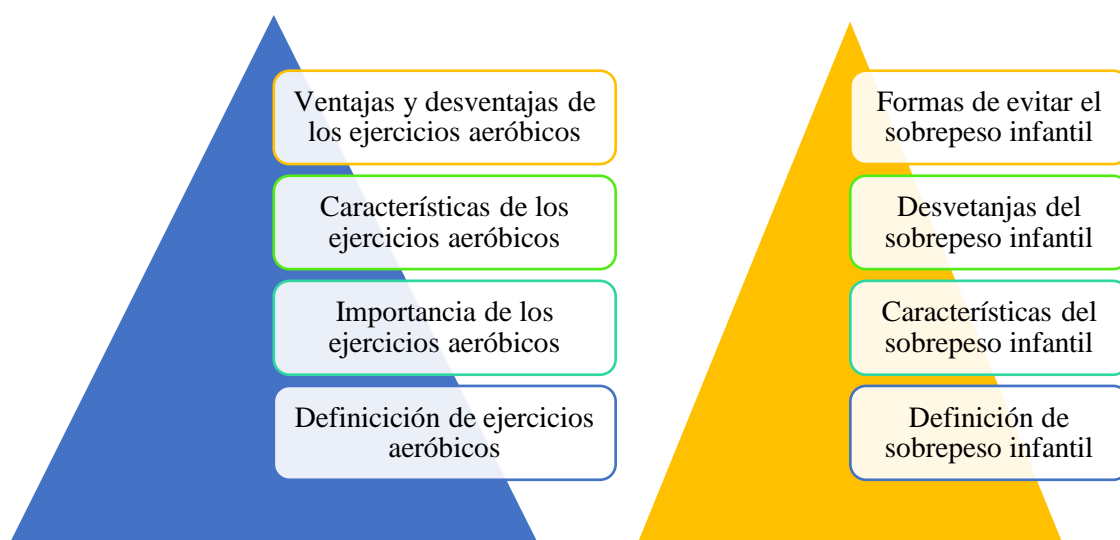 Ventajas y desventajas de
los ejercicios aeróbicos
Características de los
ejercicios aeróbicos
Importancia de los
ejercicios aeróbicos
Definicición de ejercicios
aeróbicos
Formas de evitar el
sobrepeso infantil
Desvetanjas del
sobrepeso infantil
Características del
sobrepeso infantil
Definición de
sobrepeso infantil